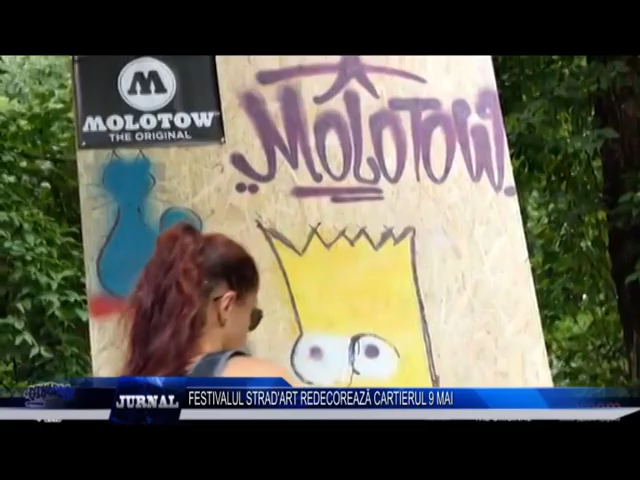 MOLOTOW
THE ORIGINAL
MOLOTOW
JURNAL
FESTIVALUL STRAD'ART REDECOREAZĂ CARTIERUL 9 MAI